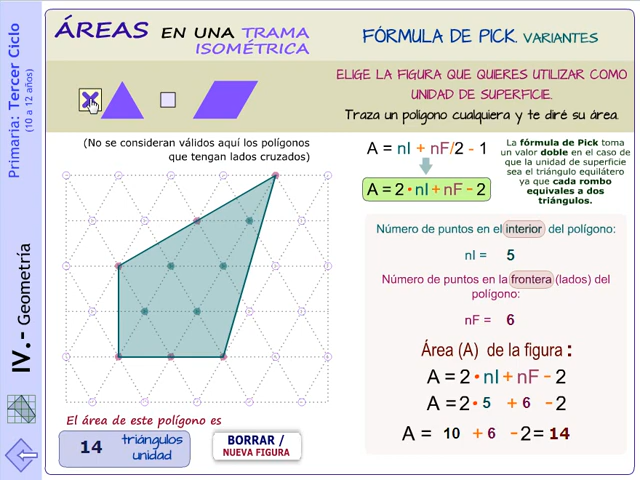 Primaria: Tercer Ciclo
(10 a 12 años)
IV.- Geometría
ÁREAS EN UNA TRAMA
ISOMÉTRICA
FÓRMULA DE PICK. VARIANTES
ELIGE LA FIGURA QUE QUIERES UTILIZAR COMO
UNIDAD DE SUPERFICIE.
Traza un polígono cualquiera y te diré su área.
(No se consideran válidos aquí los polígonos
que tengan lados cruzados)
A = nI + nF/2 - 1
A = 2 • nI + nF - 2
La fórmula de Pick toma
un valor doble en el caso de
que la unidad de superficie
sea el triángulo equilátero
ya que cada rombo
equivales a dos
triángulos.
Número de puntos en el interior del polígono:
nI = 5
Número de puntos en la frontera (lados) del
polígono:
nF = 6
Área (A) de la figura :
A = 2 • nI + nF - 2
A = 2 • 5 + 6 - 2
A = 10 + 6 - 2 = 14
El área de este polígono es
14 triángulos
unidad
BORRAR /
NUEVA FIGURA